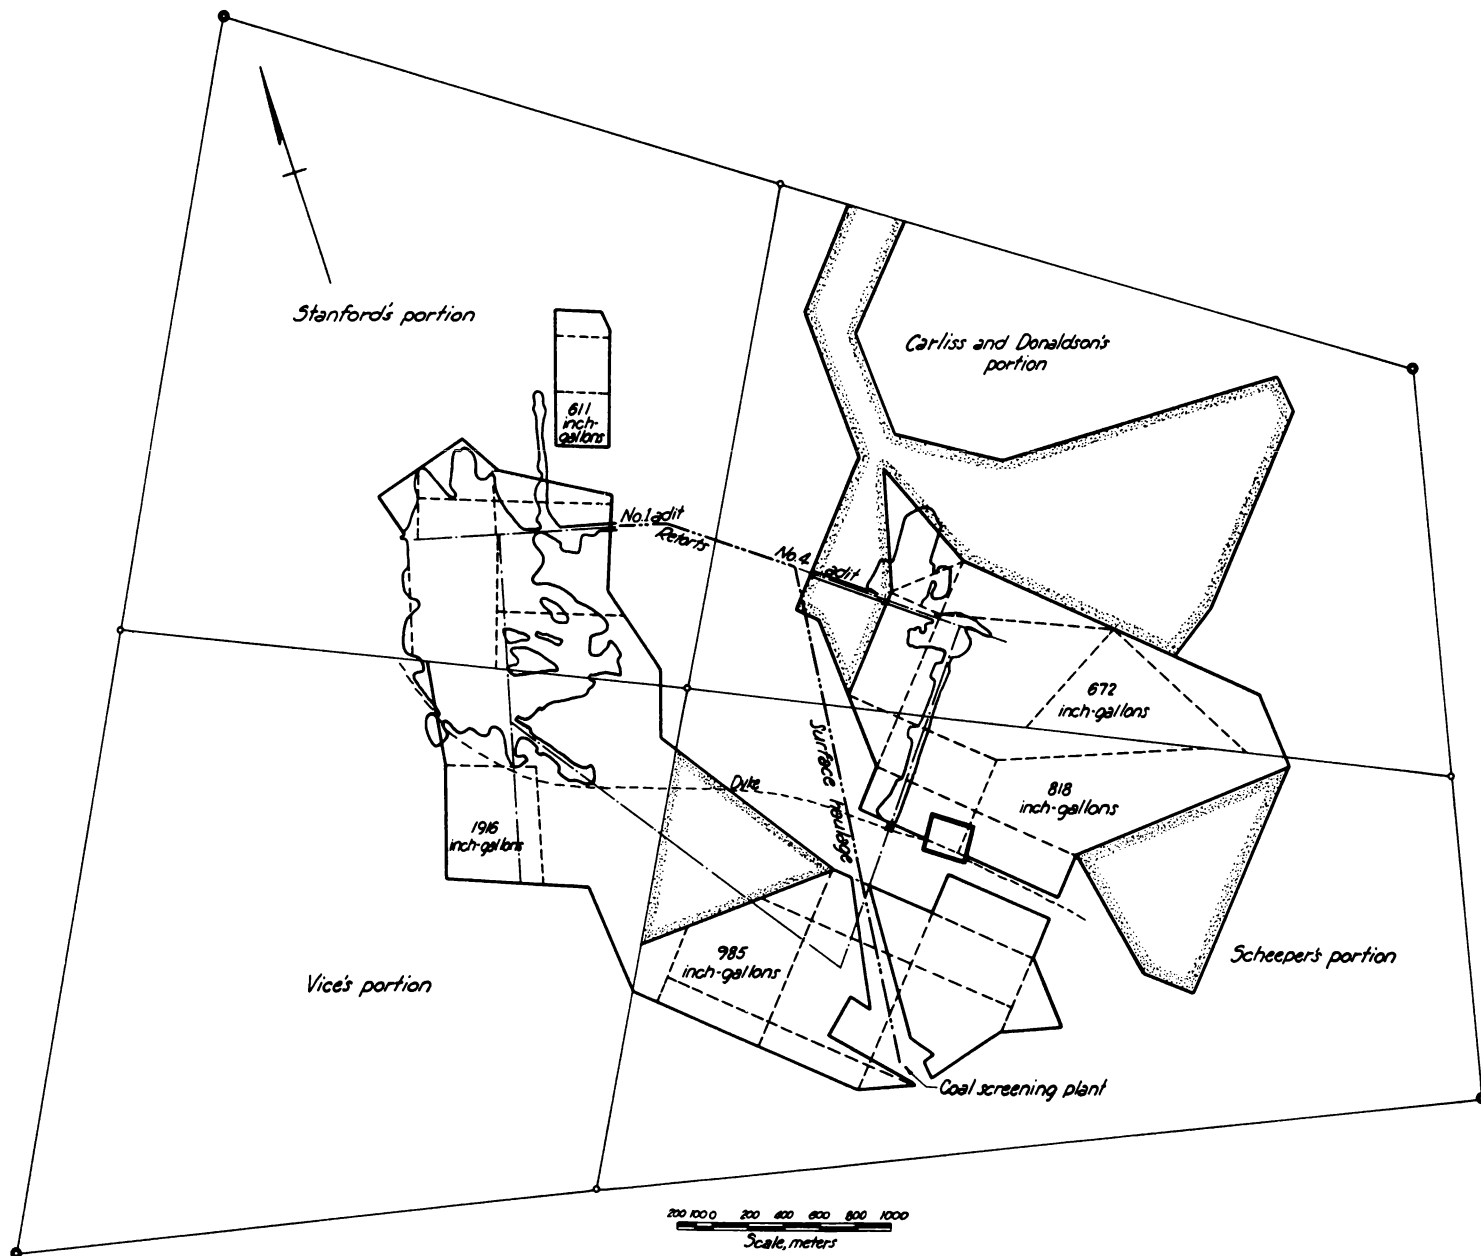 Stanford's portion
Carliss and Donaldson's
portion
611
inch-
gallons
No.1 adit
Retorts
No.4 adit
672
inch-gallons
Surface haulage
Dyke
818
inch-gallons
1916
inch-gallons
985
inch-gallons
Scheeper's portion
Vice's portion
Coal screening plant
200 100 0 200 400 600 800 1000
Scale, meters